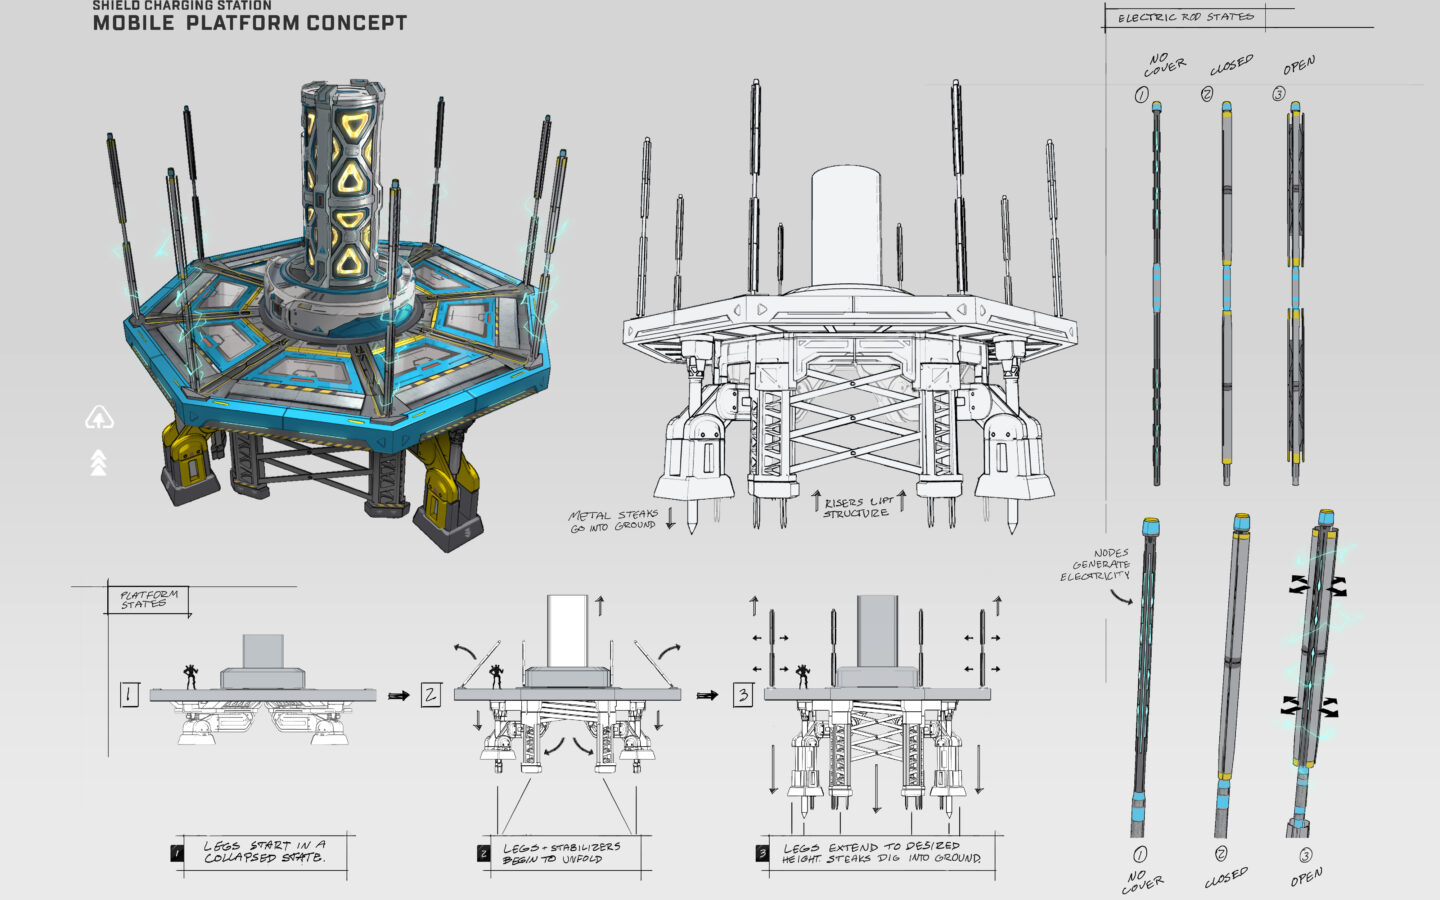 SHIELD CHARGING STATION
MOBILE PLATFORM CONCEPT
ELECTRIC ROD STATES
NO
COVER
CLOSED
OPEN
1
2
3
METAL STEAKS
GO INTO GROUND
RISERS LIFT
STRUCTURE
NODES
GENERATE
ELECTRICITY
PLATFORM
STATES
1
2
3
1
LEGS START IN A
COLLAPSED STATE.
2
LEGS + STABILIZERS
BEGIN TO UNFOLD
3
LEGS EXTEND TO DESIRED
HEIGHT. STEAKS DIG INTO GROUND.
1
2
3
NO
COVER
CLOSED
OPEN